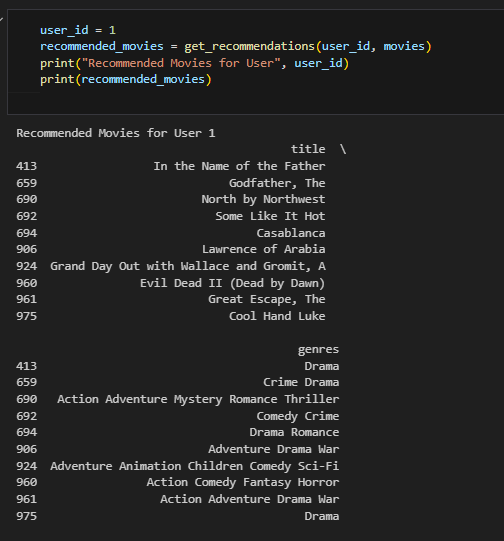 user_id = 1
recommended_movies = get_recommendations(user_id, movies)
print("Recommended Movies for User", user_id)
print(recommended_movies)
Recommended Movies for User 1
title \
413 In the Name of the Father
659 Godfather, The
690 North by Northwest
692 Some Like It Hot
694 Casablanca
906 Lawrence of Arabia
924 Grand Day Out with Wallace and Gromit, A
960 Evil Dead II (Dead by Dawn)
961 Great Escape, The
975 Cool Hand Luke
genres
413 Drama
659 Crime Drama
690 Action Adventure Mystery Romance Thriller
692 Comedy Crime
694 Drama Romance
906 Adventure Drama War
924 Adventure Animation Children Comedy Sci-Fi
960 Action Comedy Fantasy Horror
961 Action Adventure Drama War
975 Drama